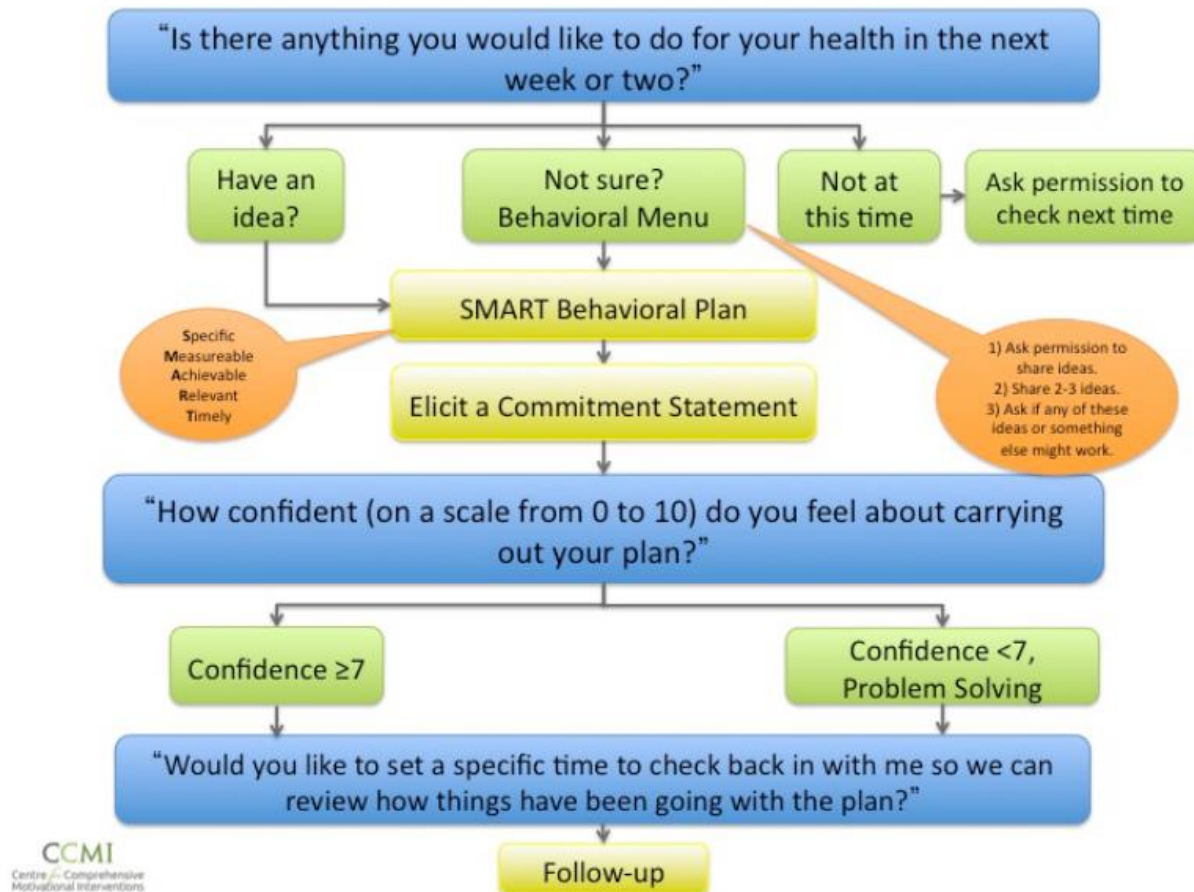 “Is there anything you would like to do for your health in the next
week or two?”
Have an
idea?
Not sure?
Behavioral Menu
Not at
this time
Ask permission to
check next time
SMART Behavioral Plan
Specific
Measureable
Achievable
Relevant
Timely
1) Ask permission to
share ideas.
2) Share 2-3 ideas.
3) Ask if any of these
ideas or something
else might work.
Elicit a Commitment Statement
“How confident (on a scale from 0 to 10) do you feel about carrying
out your plan?”
Confidence ≥7
Confidence <7,
Problem Solving
“Would you like to set a specific time to check back in with me so we can
review how things have been going with the plan?”
Follow-up
CCMI
Centre for Comprehensive
Motivational Interventions